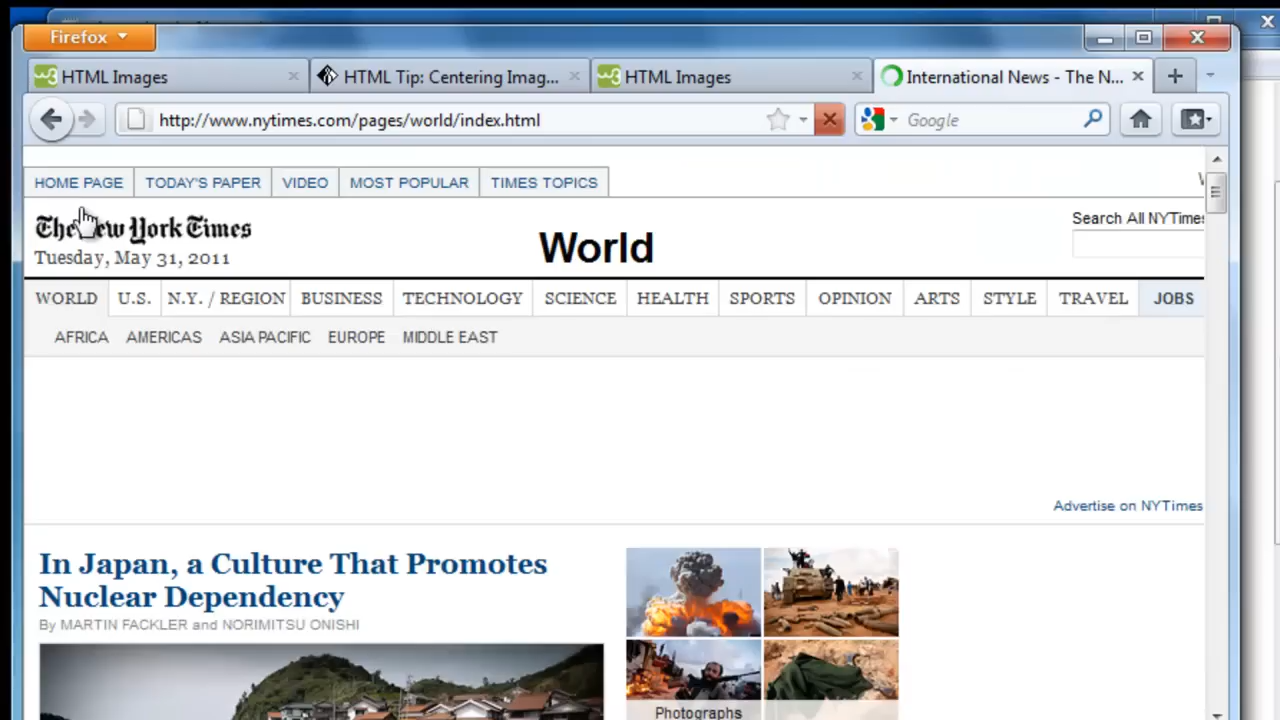 Firefox
HTML Images
HTML Tip: Centering Imag...
HTML Images
International News - The N...
http://www.nytimes.com/pages/world/index.html
Google
HOME PAGE
TODAY'S PAPER
VIDEO
MOST POPULAR
TIMES TOPICS
The New York Times
Tuesday, May 31, 2011
World
Search All NYTimes
WORLD
U.S.
N.Y. / REGION
BUSINESS
TECHNOLOGY
SCIENCE
HEALTH
SPORTS
OPINION
ARTS
STYLE
TRAVEL
JOBS
AFRICA
AMERICAS
ASIA PACIFIC
EUROPE
MIDDLE EAST
Advertise on NYTimes
In Japan, a Culture That Promotes
Nuclear Dependency
By MARTIN FACKLER and NORIMITSU ONISHI
Photographs